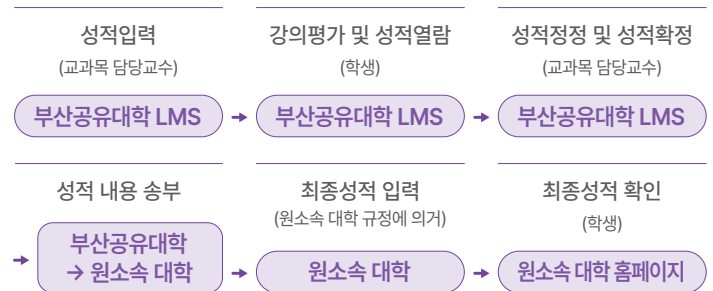 성적입력
(교과목 담당교수)
부산공유대학 LMS
→
강의평가 및 성적열람
(학생)
부산공유대학 LMS
→
성적정정 및 성적확정
(교과목 담당교수)
부산공유대학 LMS
→
성적 내용 송부
부산공유대학
→ 원소속 대학
→
최종성적 입력
(원소속 대학 규정에 의거)
원소속 대학
→
최종성적 확인
(학생)
원소속 대학 홈페이지